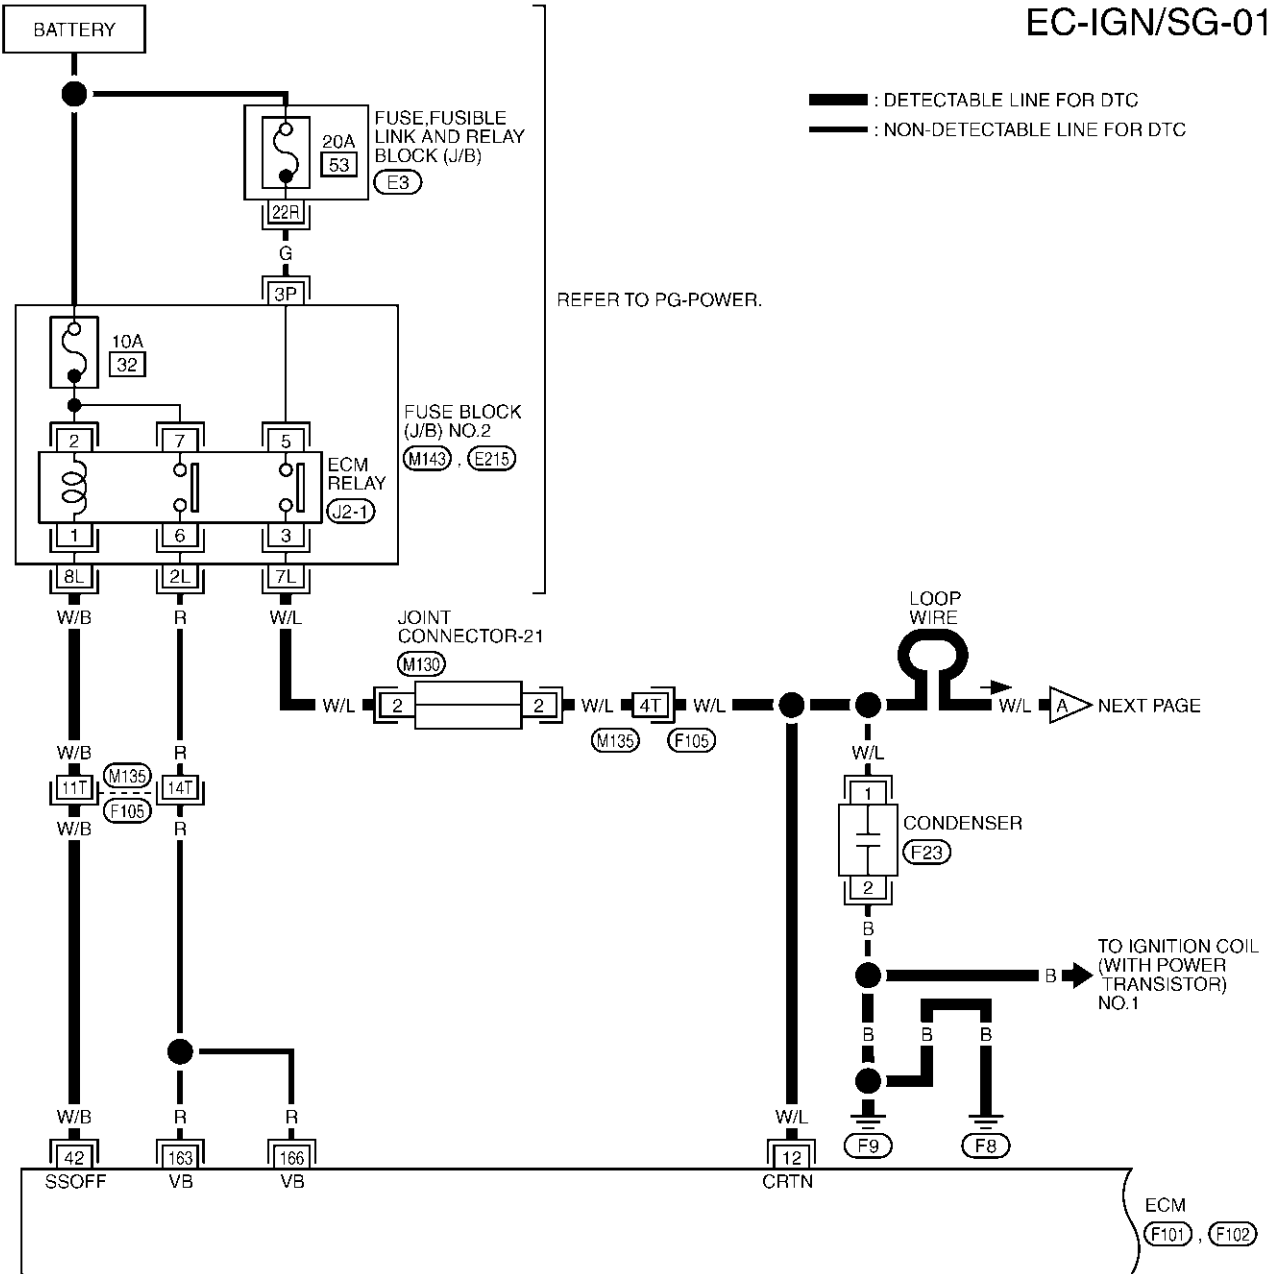 EC-IGN/SG-01
BATTERY
: DETECTABLE LINE FOR DTC
: NON-DETECTABLE LINE FOR DTC
FUSE,FUSIBLE
LINK AND RELAY
BLOCK (J/B)
E3
20A
53
22R
G
3P
REFER TO PG-POWER.
10A
32
FUSE BLOCK
(J/B) NO.2
M143 , E215
2 7 5
ECM
RELAY
J2-1
1 6 3
8L 2L 7L
W/B R W/L
JOINT
CONNECTOR-21
M130
LOOP
WIRE
W/L 2 2 W/L 4T W/L W/L A NEXT PAGE
M135 F105
W/B R W/L
11T M135 14T
F105
W/B R
1
CONDENSER
F23
2
B
TO IGNITION COIL
(WITH POWER
TRANSISTOR)
NO.1
B
B B B
W/B R R W/L
F9 F8
42 163 166 12
SSOFF VB VB CRTN
ECM
F101 , F102